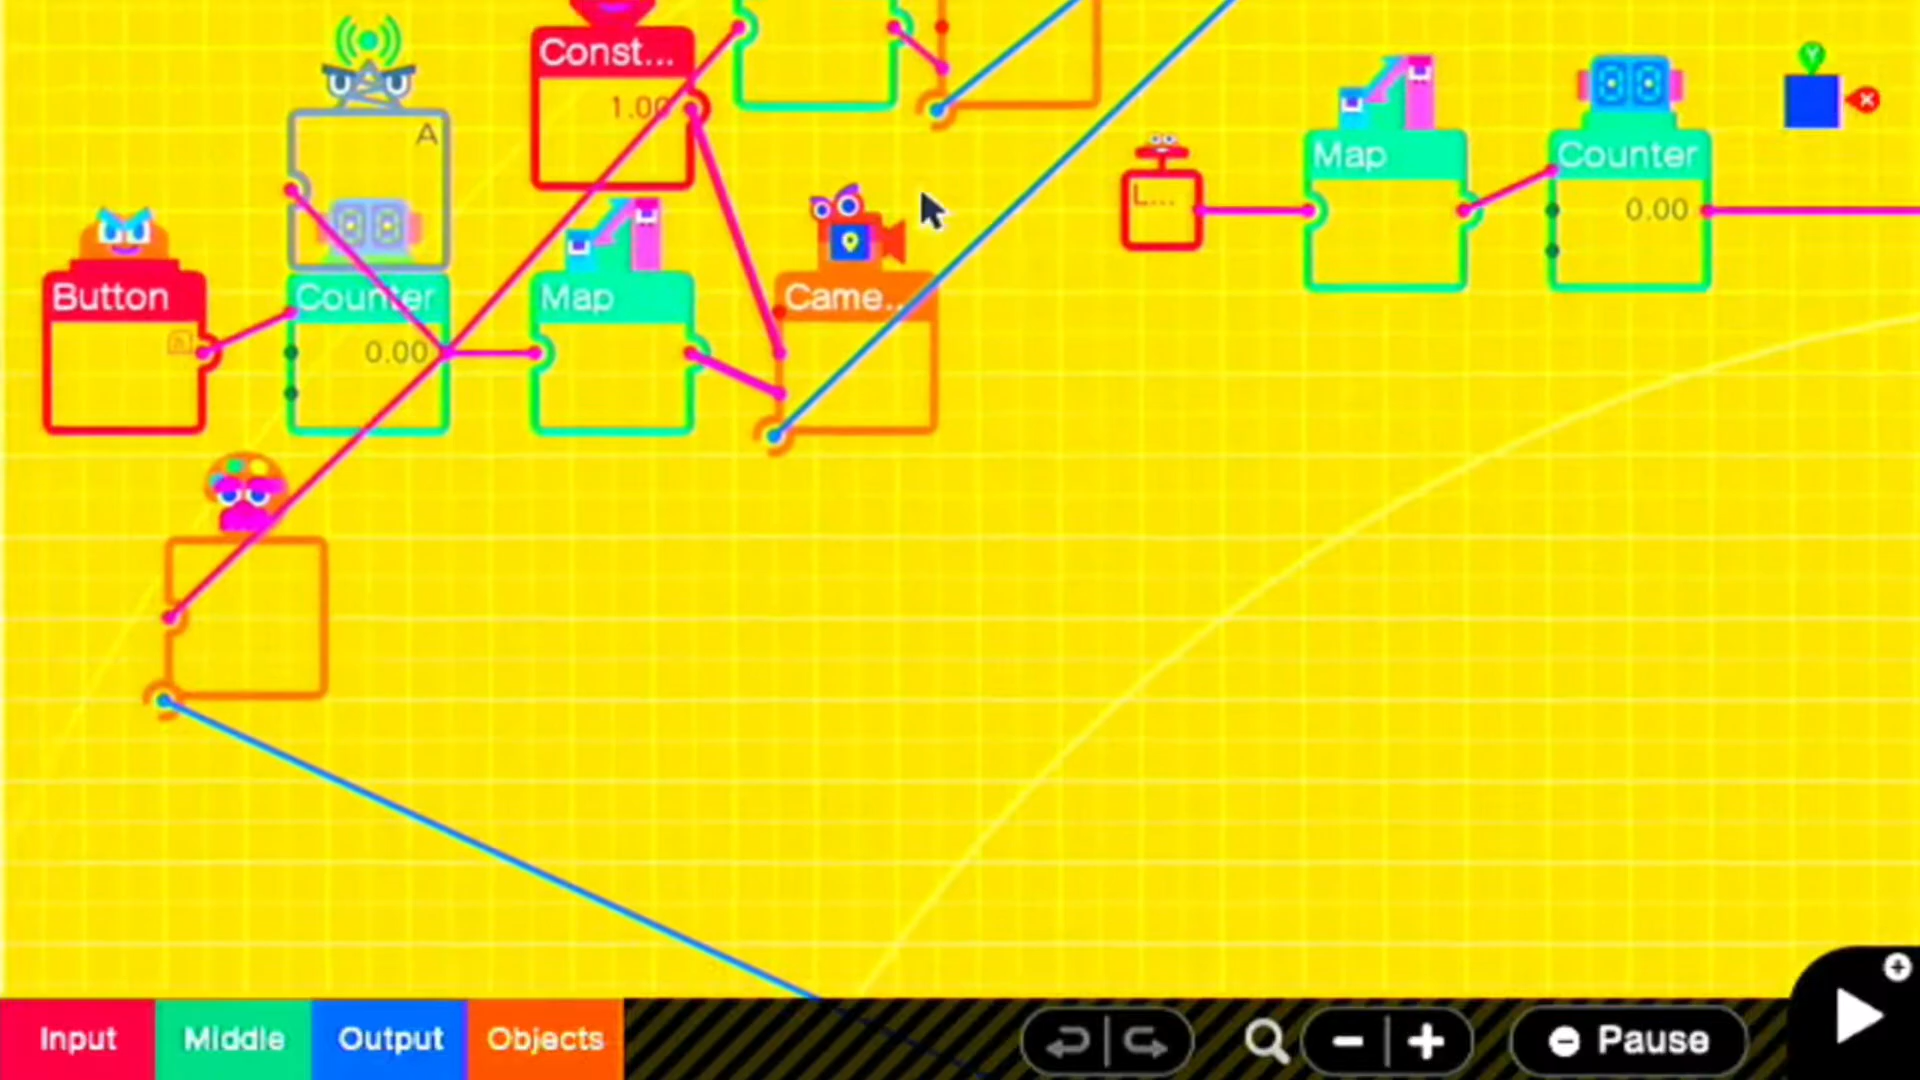 Const...
1.00
A
Y
X
Map
Counter
L...
0.00
Button
Counter
Map
Came...
0.00
Input
Middle
Output
Objects
Pause